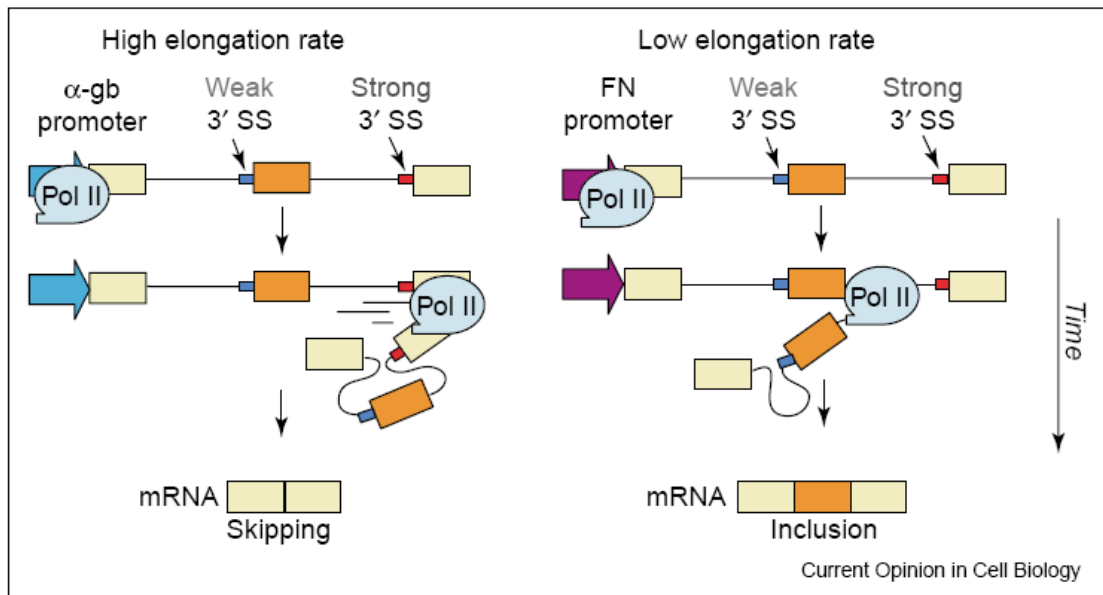 High elongation rate
α-gb
promoter
Weak
3′ SS
Strong
3′ SS
Pol II
Pol II
mRNA
Skipping
Low elongation rate
FN
promoter
Weak
3′ SS
Strong
3′ SS
Pol II
Pol II
Time
mRNA
Inclusion
Current Opinion in Cell Biology